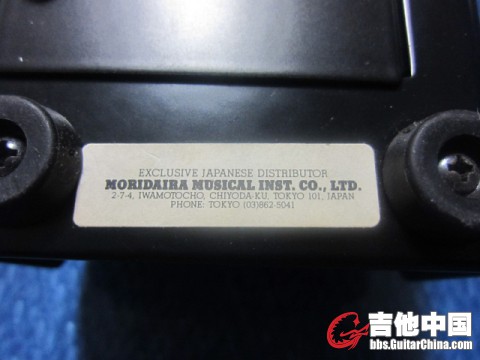 EXCLUSIVE JAPANESE DISTRIBUTOR
MORIDAIRA MUSICAL INST. CO., LTD.
2-7-4, IWAMOTOCHO, CHIYODA-KU, TOKYO 101, JAPAN
PHONE: TOKYO (03)862-5041
吉他中国
bbs.GuitarChina.com